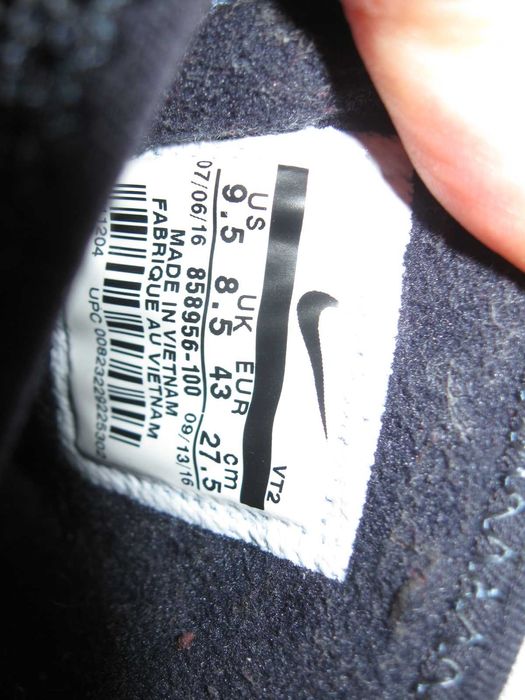 VT2
US UK EUR cm
9.5 8.5 43 27.5
07/06/16 858956-100 09/13/16
MADE IN VIETNAM
FABRIQUE AU VIETNAM
1204